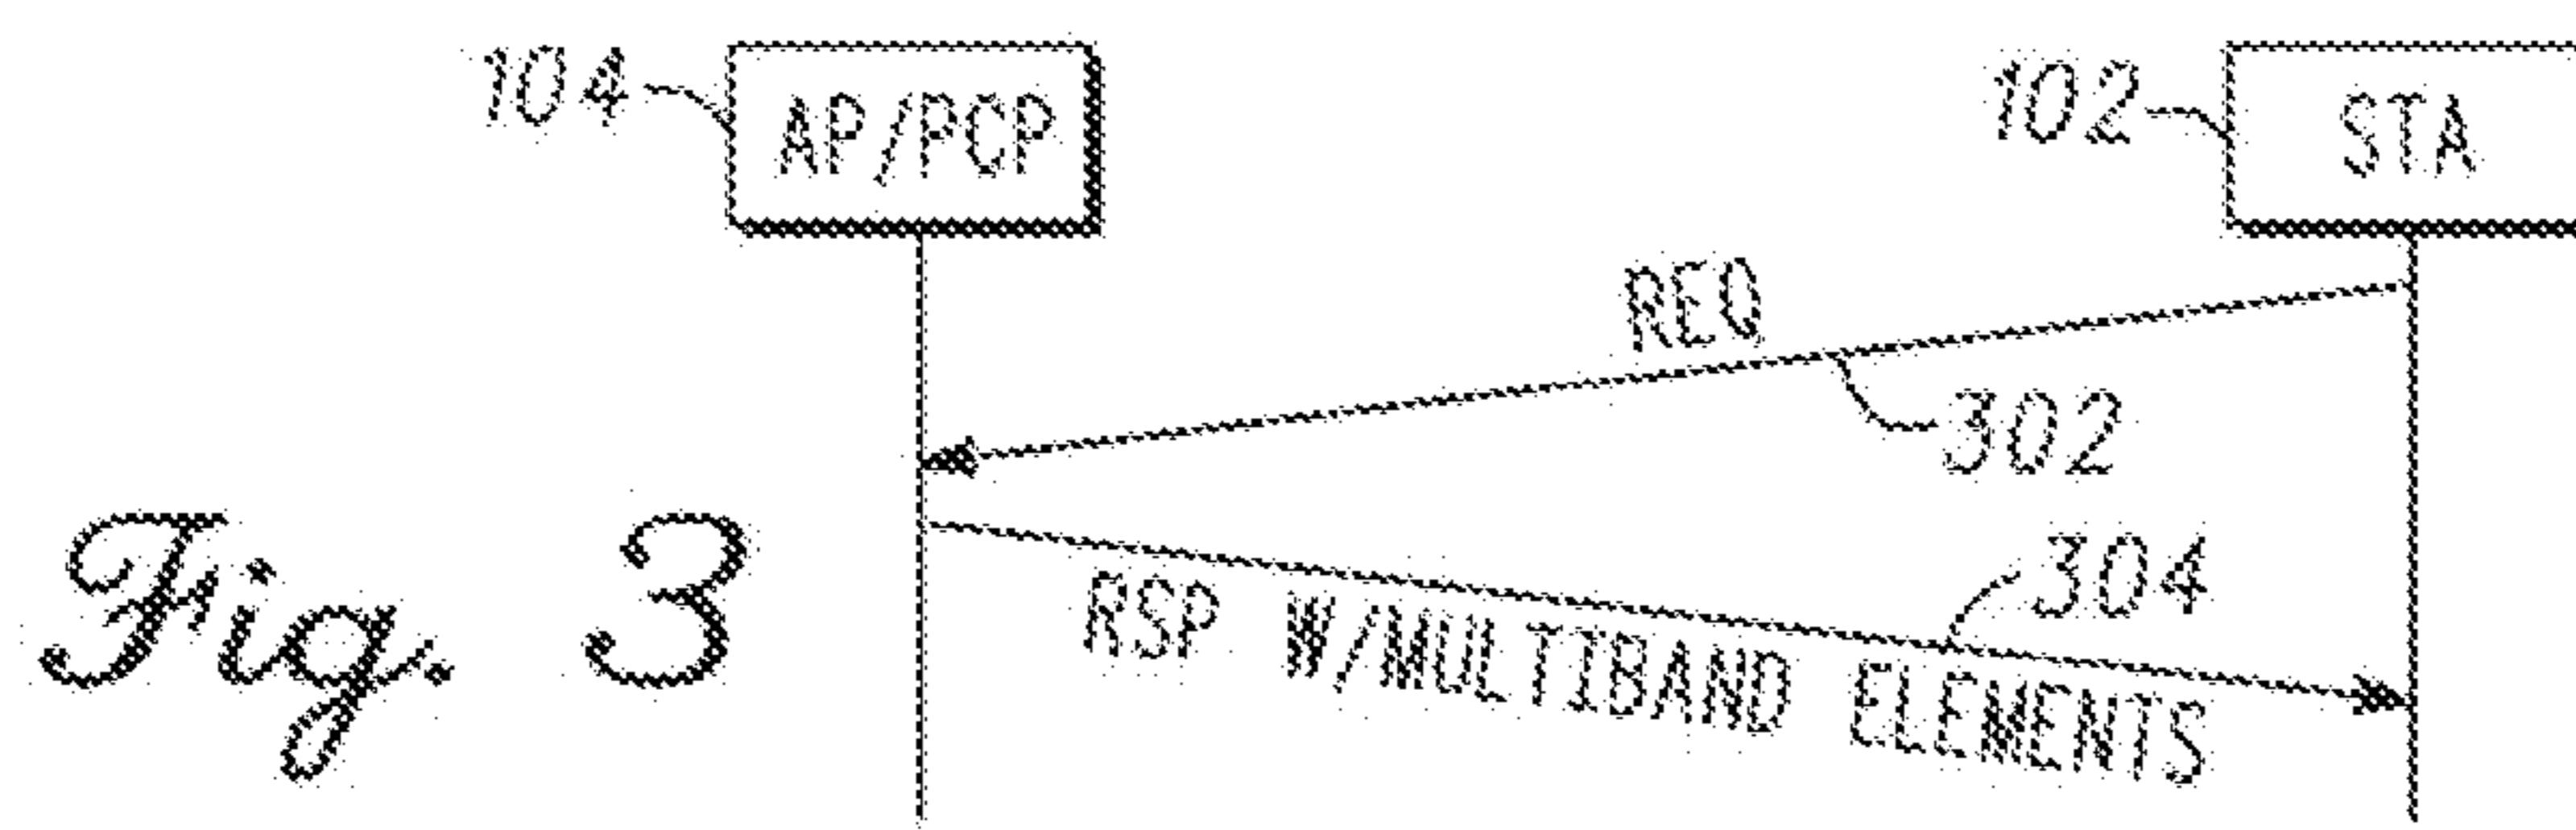 104
AP/PCP
102
STA
REQ
302
304
RSP W/MULTIBAND ELEMENTS
Fig. 3